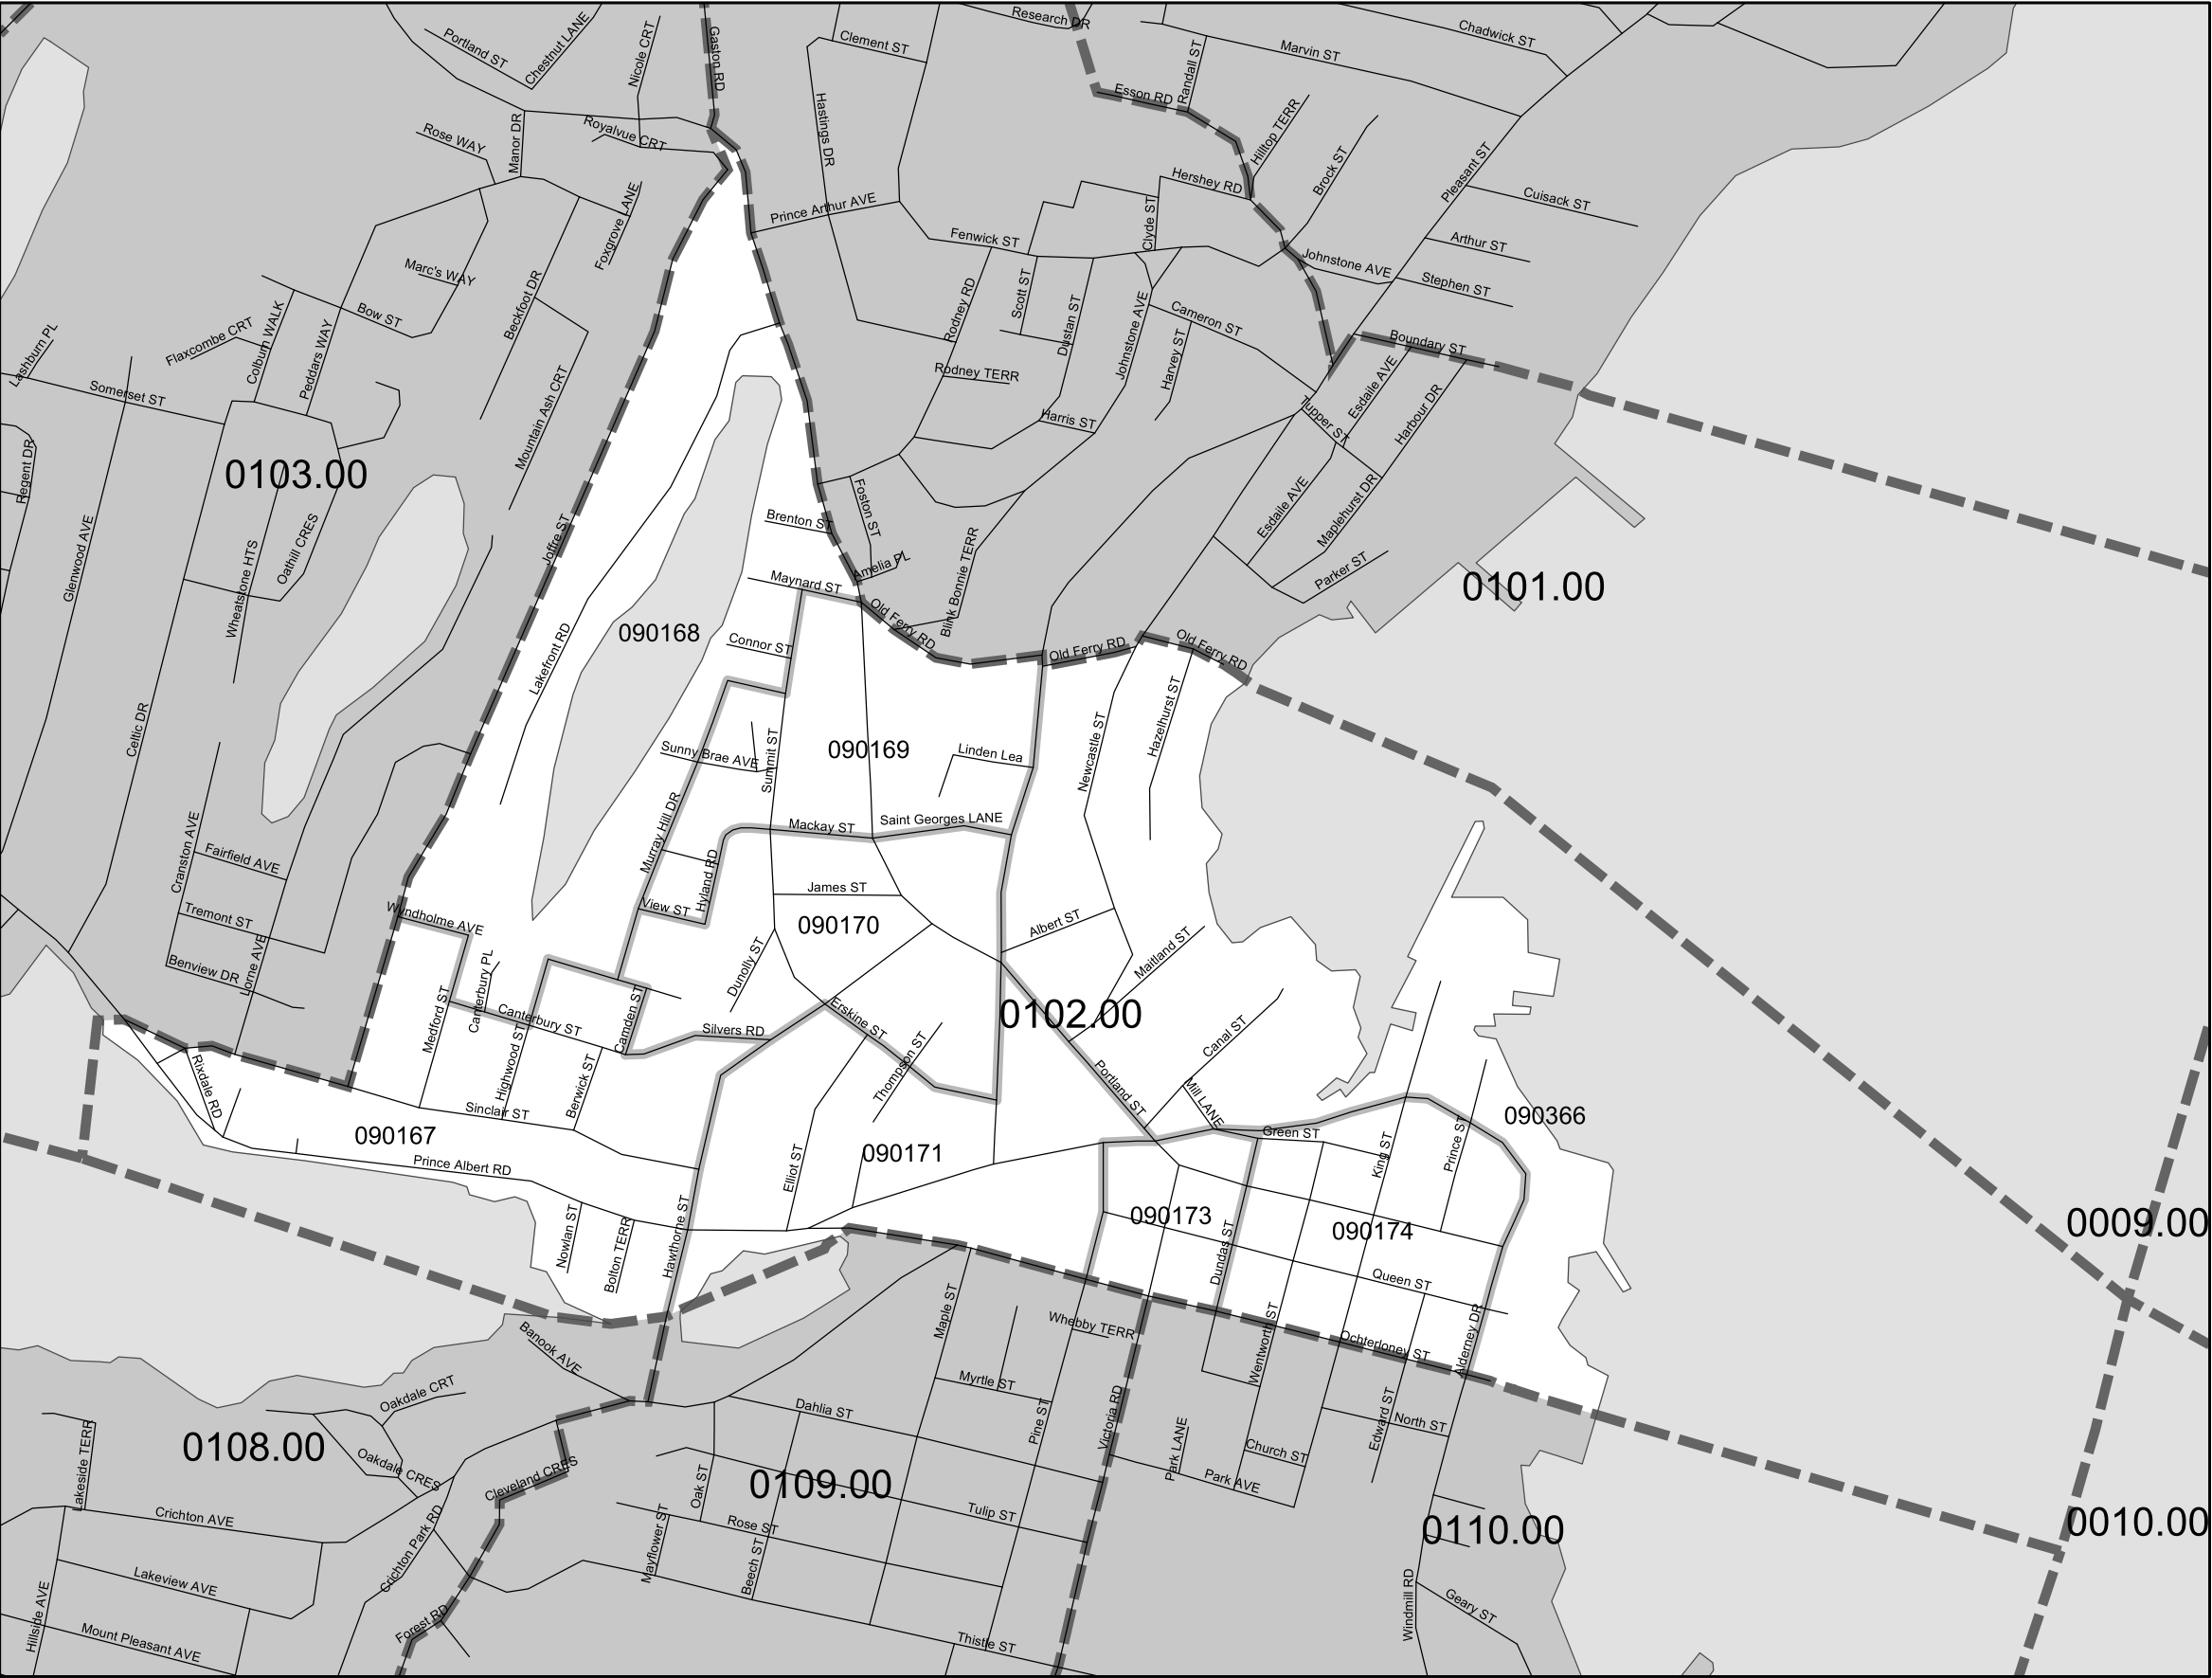 Research DR
Chadwick ST
Marvin ST
Portland ST
Chestnut LANE
Nicole CRT
Gaston RD
Clement ST
Randall ST
Esson RD
Hastings DR
Hilltop TERR
Brock ST
Pleasant ST
Rose WAY
Manor DR
Royalvue CRT
Hershey RD
Cuisack ST
Foxgrove LANE
Prince Arthur AVE
Clyde ST
Fenwick ST
Arthur ST
Johnstone AVE
Stephen ST
Marc's WAY
Bow ST
Beckfoot DR
Colburn WALK
Peddars WAY
Flaxcombe CRT
Lashburn PL
Somerset ST
Rodney RD
Scott ST
Dustan ST
Johnstone AVE
Cameron ST
Harvey ST
Boundary ST
Esdaile AVE
Harbour DR
Rodney TERR
Harris ST
Tupper ST
Mountain Ash CRT
Regent DR
0103.00
Glenwood AVE
Wheatstone HTS
Oathill CRES
Joffre ST
Brenton ST
Foston ST
Amelia PL
Blink Bonnie TERR
Esdaile AVE
Maplehurst DR
Parker ST
0101.00
Maynard ST
Old Ferry RD
Old Ferry RD
Old Ferry RD
090168
Connor ST
Lakefront RD
Celtic DR
Sunny Brae AVE
Summit ST
090169
Linden Lea
Newcastle ST
Hazelhurst ST
Murray Hill DR
Mackay ST
Saint Georges LANE
Cranston AVE
Fairfield AVE
Hyland RD
James ST
View ST
Tremont ST
Wyndholme AVE
090170
Albert ST
Maitland ST
Benview DR
Lorne AVE
Canterbury PL
Dunolly ST
0102.00
Medford ST
Canterbury ST
Highwood ST
Camden ST
Silvers RD
Erskine ST
Thompson ST
Canal ST
Portland ST
Mill LANE
Rixdale RD
Sinclair ST
Berwick ST
090167
Prince Albert RD
Elliot ST
090171
Green ST
King ST
Prince ST
090366
Nowlan ST
Bolton TERR
Hawthorne ST
090173
Dundas ST
090174
0009.00
Queen ST
Maple ST
Whebby TERR
Wentworth ST
Ochterloney ST
Alderney DR
Banook AVE
Oakdale CRT
Myrtle ST
Dahlia ST
Pine ST
Victoria RD
Park LANE
Edward ST
North ST
Church ST
Park AVE
0108.00
Oakdale CRES
Lakeside TERR
Cleveland CRES
0109.00
Oak ST
Crichton AVE
Crichton Park RD
Tulip ST
Rose ST
Mayflower ST
Beech ST
0110.00
0010.00
Lakeview AVE
Hillside AVE
Mount Pleasant AVE
Forest RD
Thistle ST
Windmill RD
Geary ST